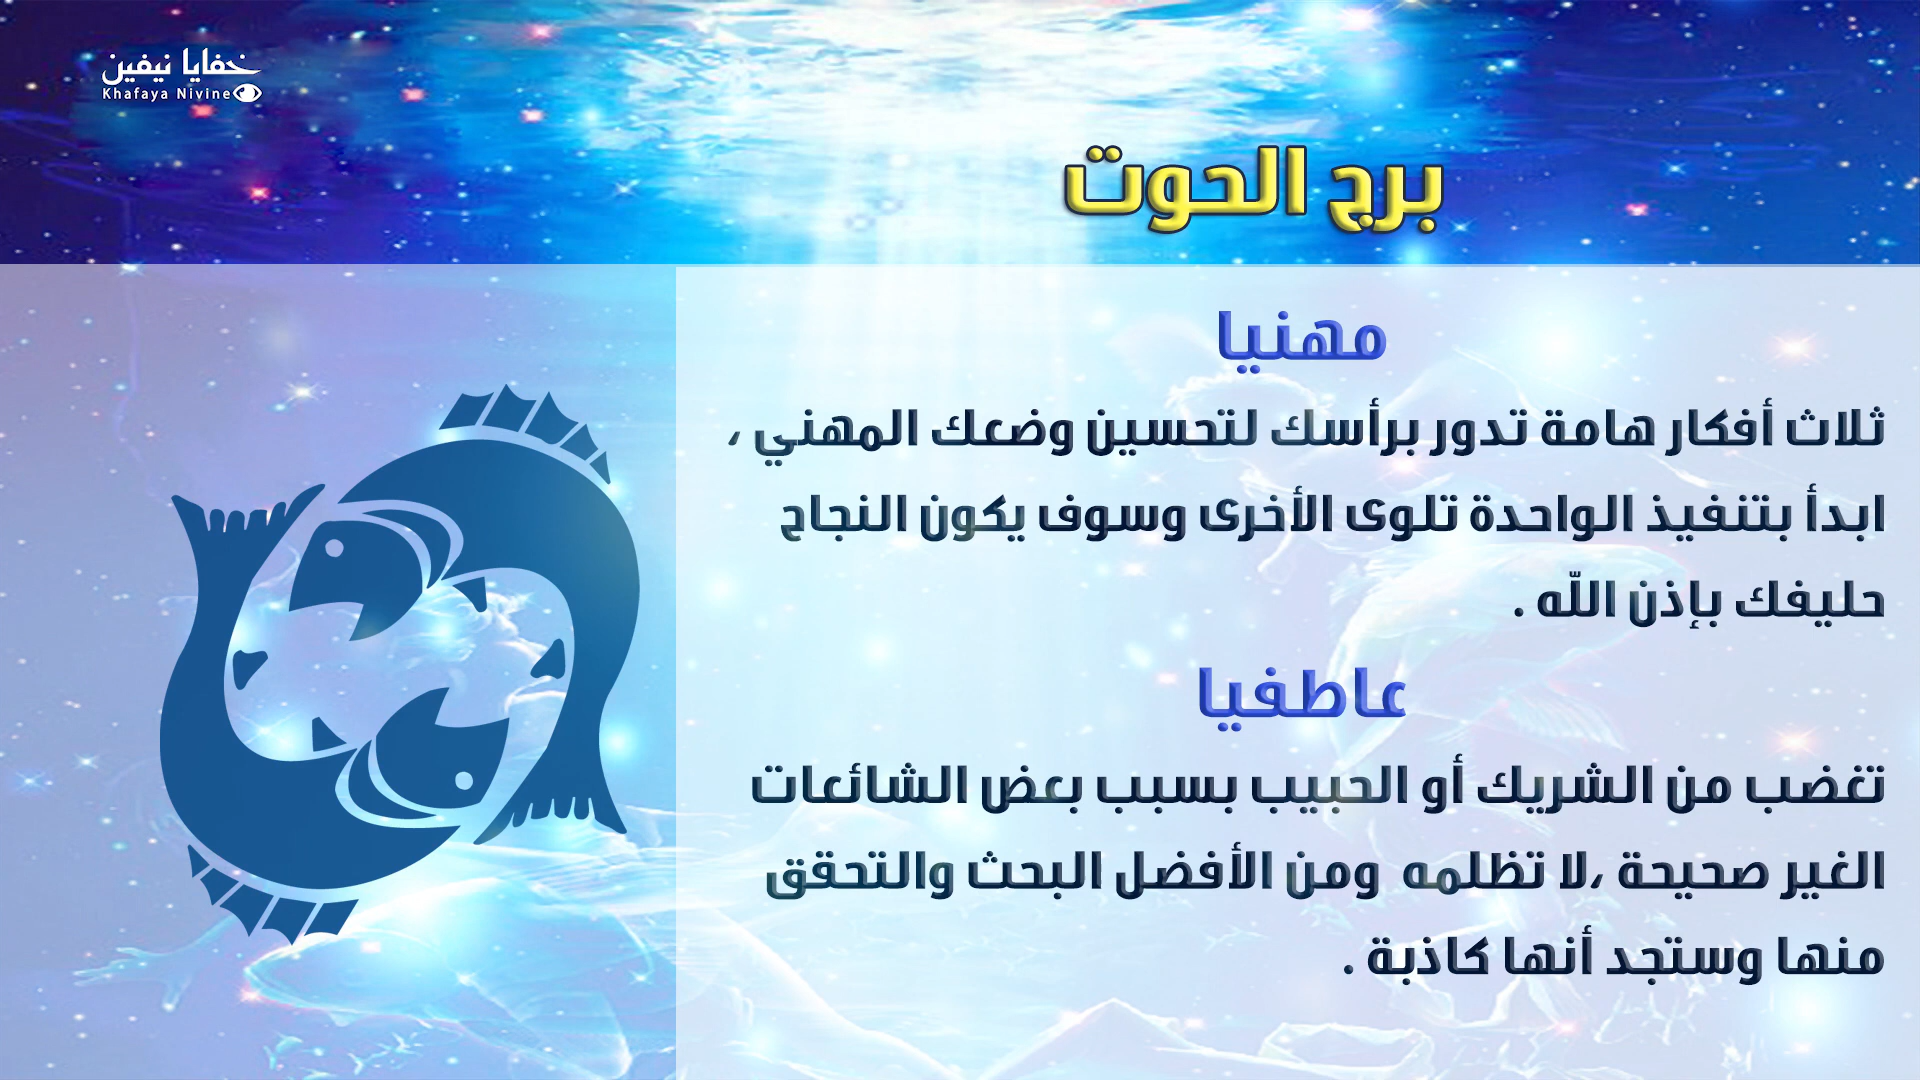 خفايا نيفين
Khafaya Nivine
برج الحوت
مهنيا
ثلاث أفكار هامة تدور برأسك لتحسين وضعك المهني ،
ابدأ بتنفيذ الواحدة تلوى الأخرى وسوف يكون النجاح
حليفك بإذن الله .
عاطفيا
تغضب من الشريك أو الحبيب بسبب بعض الشائعات
الغير صحيحة ،لا تظلمه ومن الأفضل البحث والتحقق
منها وستجد أنها كاذبة .